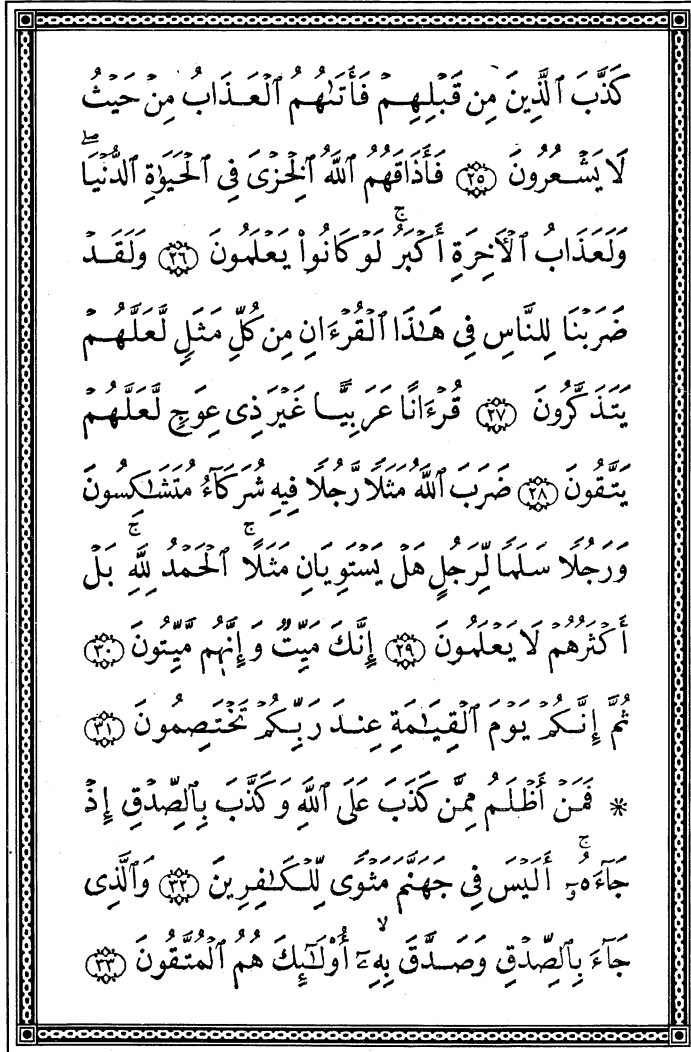 كَذَّبَ ٱلَّذِينَ مِن قَبۡلِهِمۡ فَأَتَىٰهُمُ ٱلۡعَذَابُ مِنۡ حَيۡثُ
لَا يَشۡعُرُونَ ٢٥ فَأَذَاقَهُمُ ٱللَّهُ ٱلۡخِزۡيَ فِي ٱلۡحَيَوٰةِ ٱلدُّنۡيَاۖ
وَلَعَذَابُ ٱلۡأٓخِرَةِ أَكۡبَرُۚ لَوۡ كَانُواْ يَعۡلَمُونَ ٢٦ وَلَقَدۡ
ضَرَبۡنَا لِلنَّاسِ فِي هَٰذَا ٱلۡقُرۡءَانِ مِن كُلِّ مَثَلٖ لَّعَلَّهُمۡ
يَتَذَكَّرُونَ ٢٧ قُرۡءَانًا عَرَبِيًّا غَيۡرَ ذِي عِوَجٖ لَّعَلَّهُمۡ
يَتَّقُونَ ٢٨ ضَرَبَ ٱللَّهُ مَثَلٗا رَّجُلٗا فِيهِ شُرَكَآءُ مُتَشَٰكِسُونَ
وَرَجُلٗا سَلَمٗا لِّرَجُلٍ هَلۡ يَسۡتَوِيَانِ مَثَلًاۚ ٱلۡحَمۡدُ لِلَّهِۚ بَلۡ
أَكۡثَرُهُمۡ لَا يَعۡلَمُونَ ٢٩ إِنَّكَ مَيِّتٞ وَإِنَّهُم مَّيِّتُونَ ٣٠
ثُمَّ إِنَّكُمۡ يَوۡمَ ٱلۡقِيَٰمَةِ عِندَ رَبِّكُمۡ تَخۡتَصِمُونَ ٣١
* فَمَنۡ أَظۡلَمُ مِمَّن كَذَبَ عَلَى ٱللَّهِ وَكَذَّبَ بِٱلصِّدۡقِ إِذۡ
جَآءَهُۥٓۚ أَلَيۡسَ فِي جَهَنَّمَ مَثۡوٗى لِّلۡكَٰفِرِينَ ٣٢ وَٱلَّذِي
جَآءَ بِٱلصِّدۡقِ وَصَدَّقَ بِهِۦٓ لا أُوْلَٰٓئِكَ هُمُ ٱلۡمُتَّقُونَ ٣٣